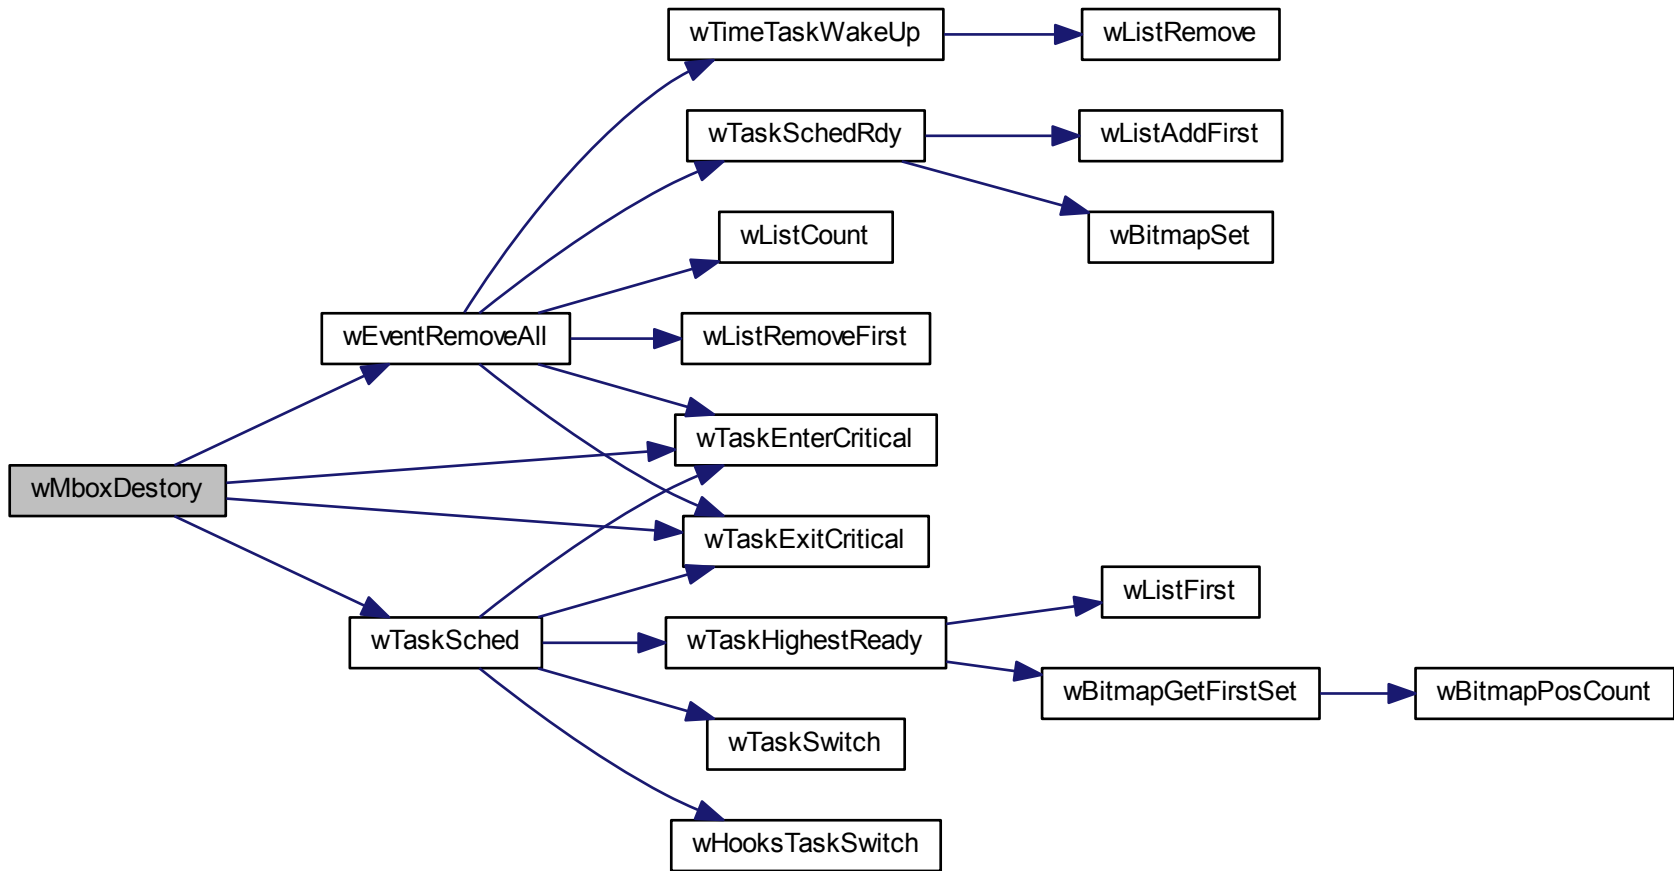 wTimeTaskWakeUp
wListRemove
wTaskSchedRdy
wListAddFirst
wListCount
wBitmapSet
wEventRemoveAll
wListRemoveFirst
wTaskEnterCritical
wMboxDestory
wTaskExitCritical
wListFirst
wTaskSched
wTaskHighestReady
wBitmapGetFirstSet
wBitmapPosCount
wTaskSwitch
wHooksTaskSwitch